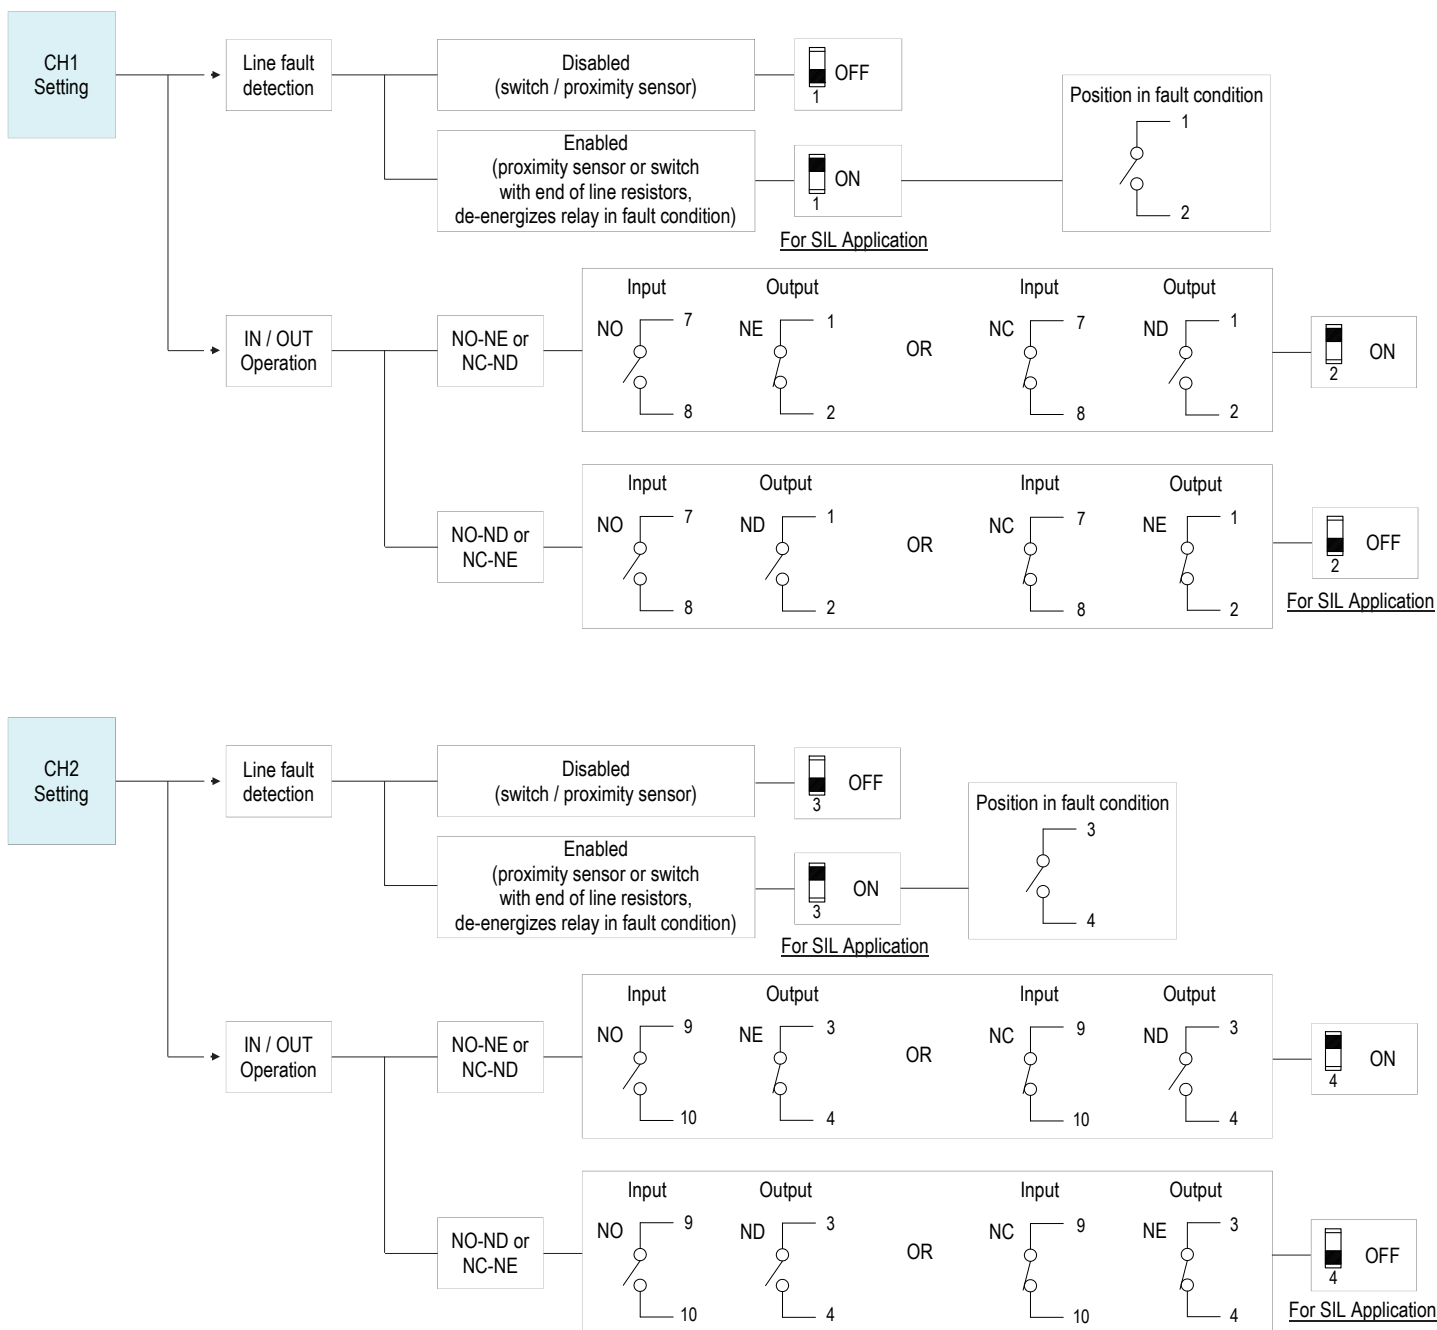 CH1
Setting
Line fault
detection
Disabled
(switch / proximity sensor)
1
OFF
Enabled
(proximity sensor or switch
with end of line resistors,
de-energizes relay in fault condition)
1
ON
For SIL Application
Position in fault condition
1
2
IN / OUT
Operation
NO-NE or
NC-ND
Input Output Input Output
NO 7 NE 1 OR NC 7 ND 1
8 2 8 2
2
ON
NO-ND or
NC-NE
Input Output Input Output
NO 7 ND 1 OR NC 7 NE 1
8 2 8 2
2
OFF
For SIL Application
CH2
Setting
Line fault
detection
Disabled
(switch / proximity sensor)
3
OFF
Enabled
(proximity sensor or switch
with end of line resistors,
de-energizes relay in fault condition)
3
ON
For SIL Application
Position in fault condition
3
4
IN / OUT
Operation
NO-NE or
NC-ND
Input Output Input Output
NO 9 NE 3 OR NC 9 ND 3
10 4 10 4
4
ON
NO-ND or
NC-NE
Input Output Input Output
NO 9 ND 3 OR NC 9 NE 3
10 4 10 4
4
OFF
For SIL Application